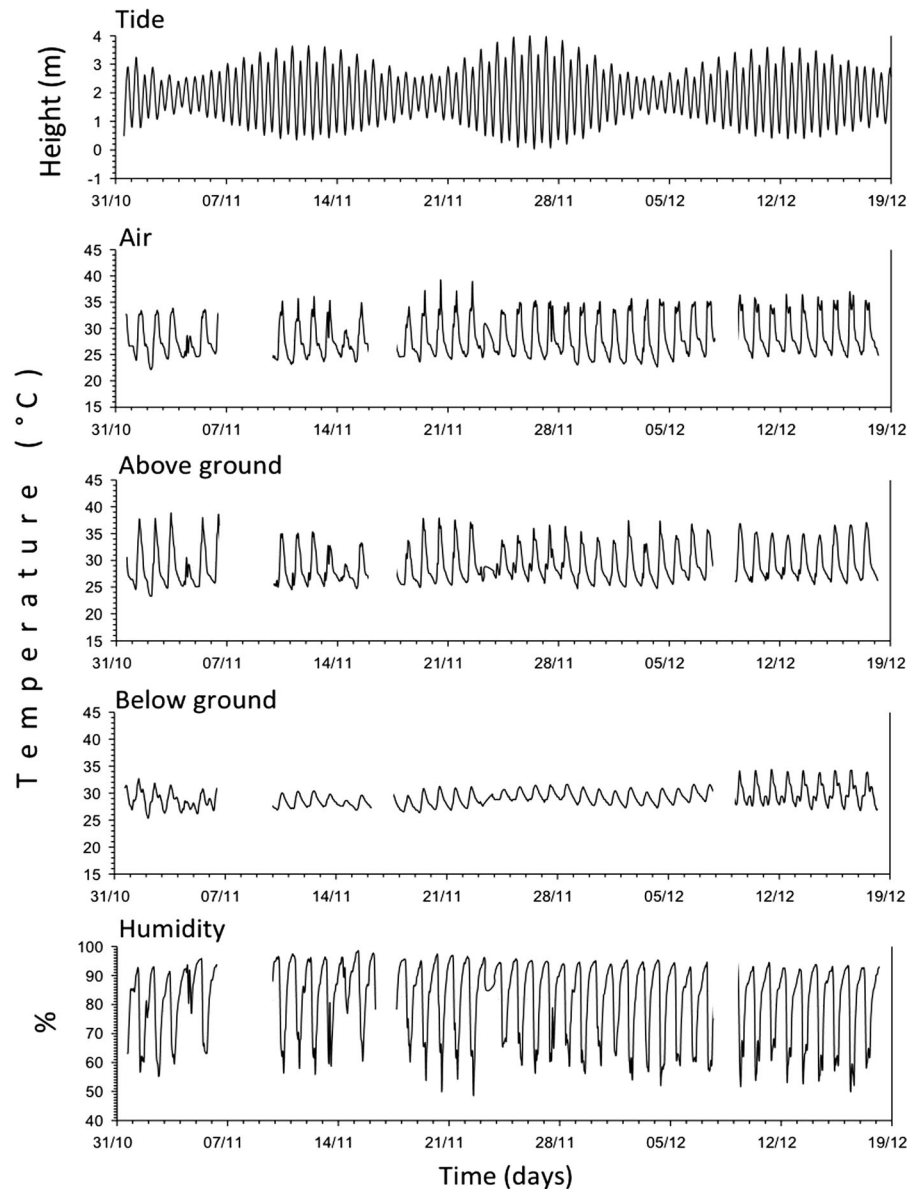 Tide
Height (m)
4
3
2
1
0
-1
31/10 07/11 14/11 21/11 28/11 05/12 12/12 19/12
Temperature (°C)
Air
45
40
35
30
25
20
15
31/10 07/11 14/11 21/11 28/11 05/12 12/12 19/12
Above ground
45
40
35
30
25
20
15
31/10 07/11 14/11 21/11 28/11 05/12 12/12 19/12
Below ground
45
40
35
30
25
20
15
31/10 07/11 14/11 21/11 28/11 05/12 12/12 19/12
Humidity
%
100
90
80
70
60
50
40
31/10 07/11 14/11 21/11 28/11 05/12 12/12 19/12
Time (days)